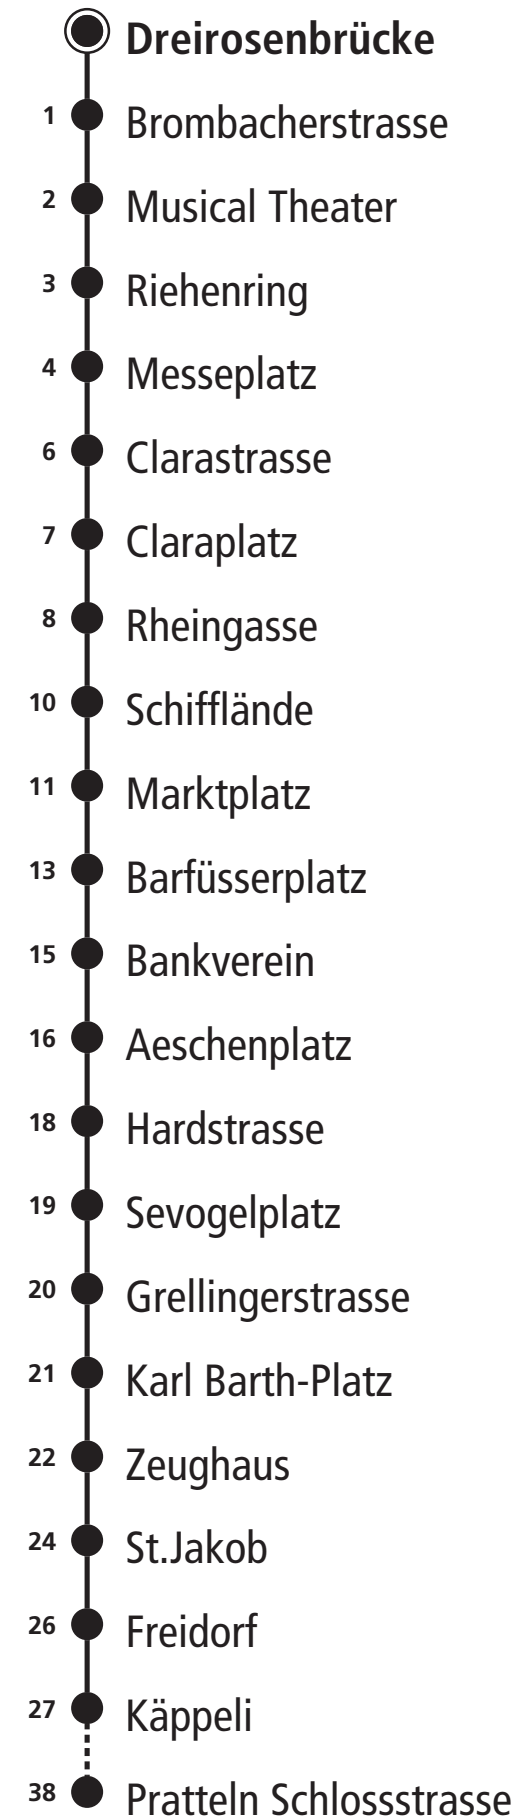 Dreirosenbrücke
1 Brombacherstrasse
2 Musical Theater
3 Riehenring
4 Messeplatz
6 Clarastrasse
7 Claraplatz
8 Rheingasse
10 Schifflände
11 Marktplatz
13 Barfüsserplatz
15 Bankverein
16 Aeschenplatz
18 Hardstrasse
19 Sevogelplatz
20 Grellingerstrasse
21 Karl Barth-Platz
22 Zeughaus
24 St.Jakob
26 Freidorf
27 Käppeli
38 Pratteln Schlossstrasse